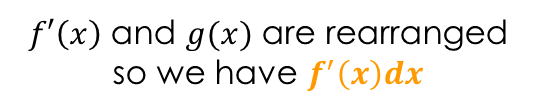 f′(x) and g(x) are rearranged
so we have f′(x)dx